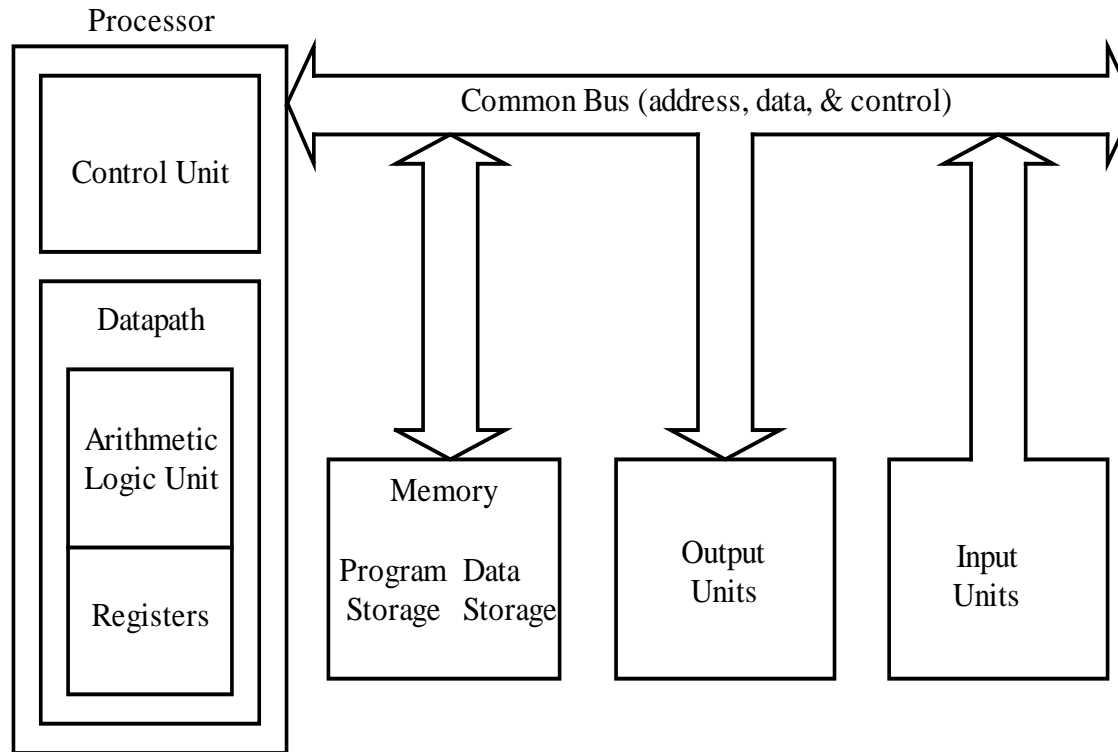 Processor
Common Bus (address, data, & control)
Control Unit
Datapath
Arithmetic
Logic Unit
Registers
Memory
Program Data
Storage Storage
Output
Units
Input
Units